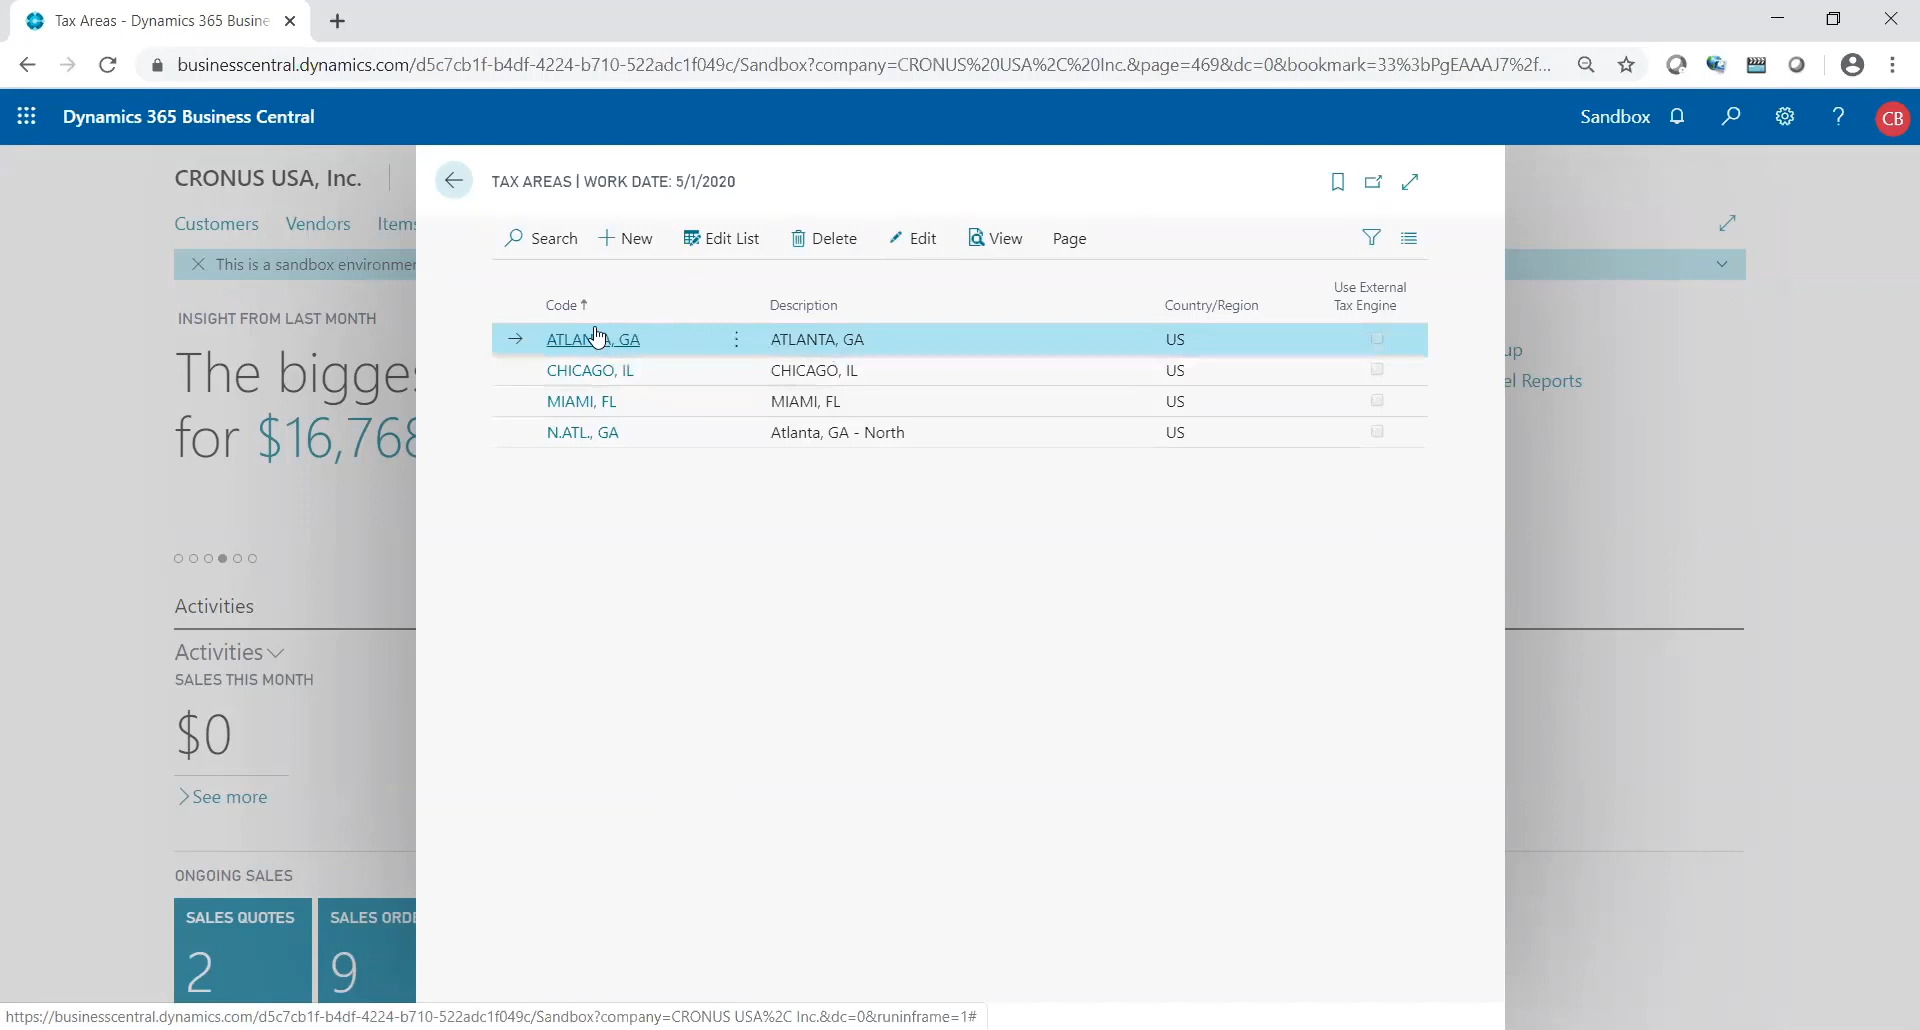 Tax Areas - Dynamics 365 Busine
businesscentral.dynamics.com/d5c7cb1f-b4df-4224-b710-522adc1f049c/Sandbox?company=CRONUS%20USA%2C%20Inc.&page=469&dc=0&bookmark=33%3bPgEAAAJ7%2f...
Dynamics 365 Business Central
Sandbox
?
CB
CRONUS USA, Inc.
TAX AREAS | WORK DATE: 5/1/2020
Customers Vendors Items
Search New Edit List Delete Edit View Page
This is a sandbox environmen
Code ↑ Description Country/Region Use External
Tax Engine
INSIGHT FROM LAST MONTH
ATLANTA, GA ATLANTA, GA US
The bigges
up
CHICAGO, IL CHICAGO, IL US
el Reports
MIAMI, FL MIAMI, FL US
for $16,768
N.ATL., GA Atlanta, GA - North US
Activities
Activities
SALES THIS MONTH
$0
See more
ONGOING SALES
SALES QUOTES
2
SALES ORDE
9
https://businesscentral.dynamics.com/d5c7cb1f-b4df-4224-b710-522adc1f049c/Sandbox?company=CRONUS USA%2C Inc.&dc=0&runinframe=1#